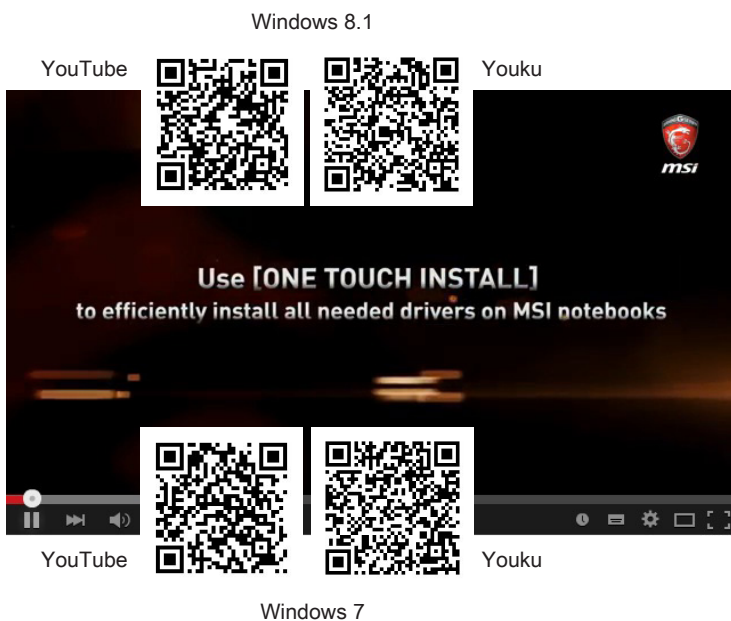 Windows 8.1
YouTube
Youku
msi
Use [ONE TOUCH INSTALL]
to efficiently install all needed drivers on MSI notebooks
YouTube
Youku
Windows 7